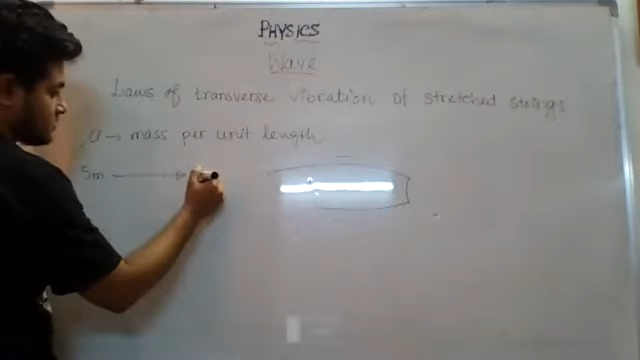 PHYSICS
Wave
Laws of transverse vibration of stretched strings
μ → mass per unit length
5m